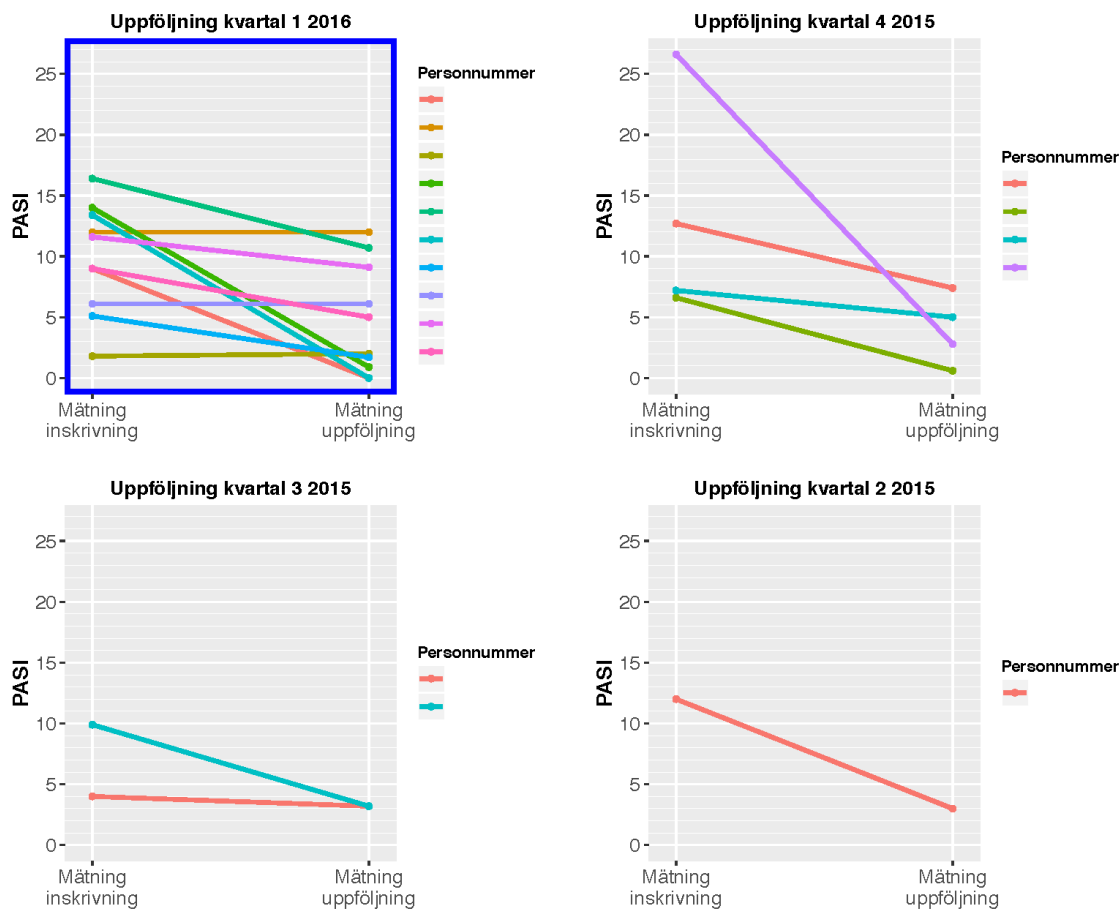 Uppföljning kvartal 1 2016
PASI
25
20
15
10
5
0
Mätning
inskrivning
Mätning
uppföljning
Personnummer
Uppföljning kvartal 4 2015
PASI
25
20
15
10
5
0
Mätning
inskrivning
Mätning
uppföljning
Personnummer
Uppföljning kvartal 3 2015
PASI
25
20
15
10
5
0
Mätning
inskrivning
Mätning
uppföljning
Personnummer
Uppföljning kvartal 2 2015
PASI
25
20
15
10
5
0
Mätning
inskrivning
Mätning
uppföljning
Personnummer